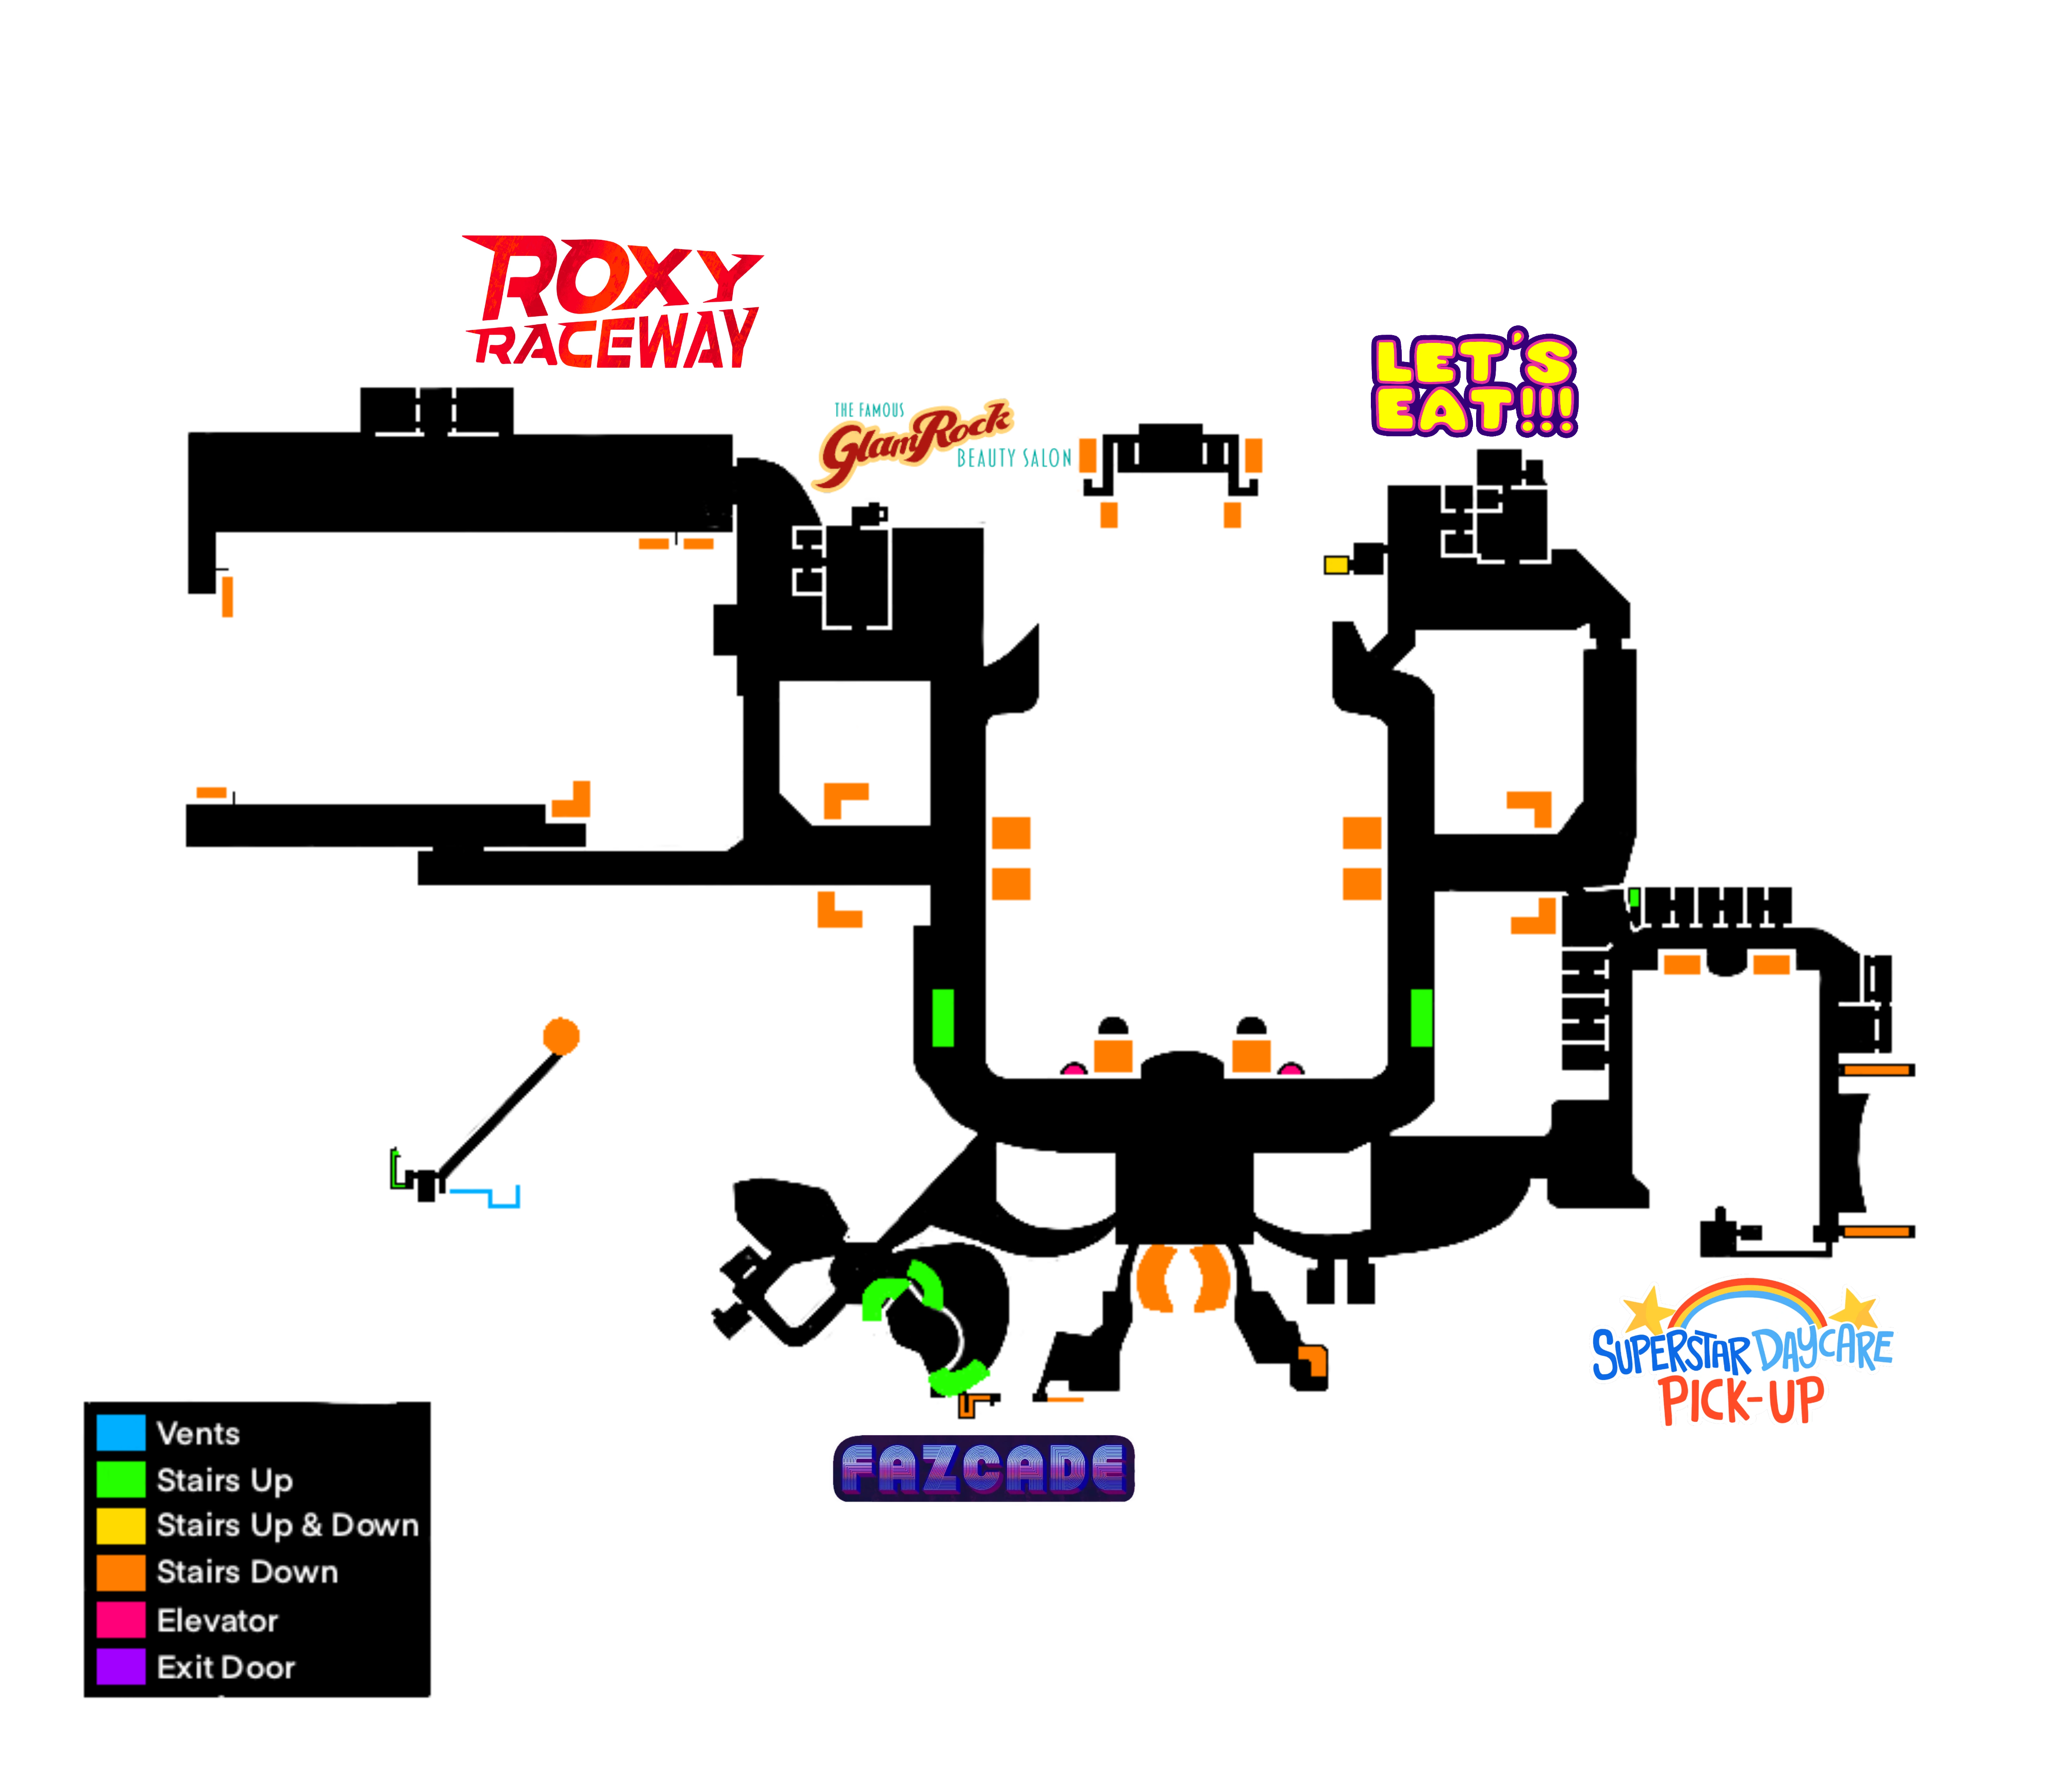 ROXY
RACEWAY
THE FAMOUS
GlamRock
BEAUTY SALON
LET'S
EAT!!!
SUPERSTAR DAYCARE
PICK-UP
FAZCADE
Vents
Stairs Up
Stairs Up & Down
Stairs Down
Elevator
Exit Door